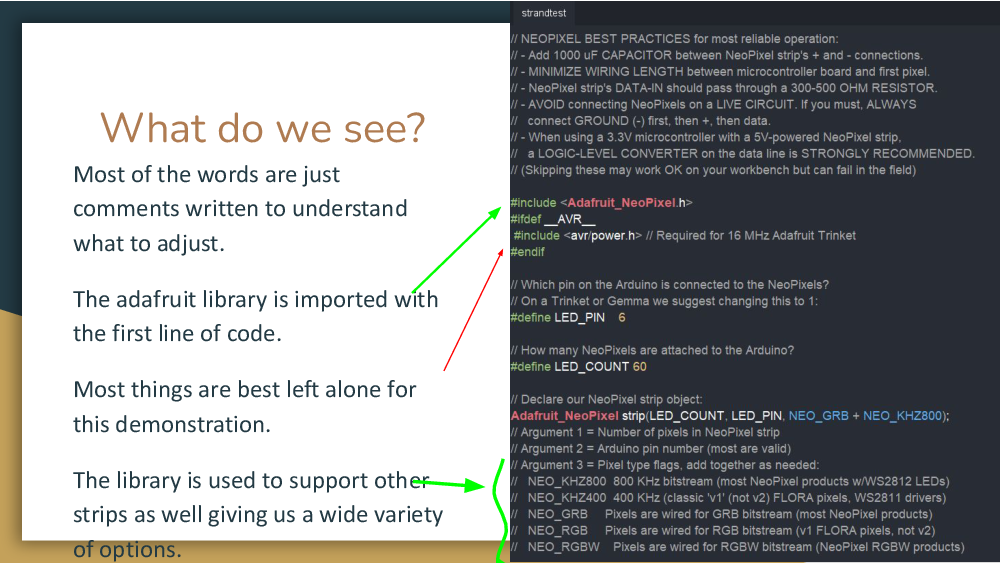 What do we see?
Most of the words are just
comments written to understand
what to adjust.
The adafruit library is imported with
the first line of code.
Most things are best left alone for
this demonstration.
The library is used to support other
strips as well giving us a wide variety
of options.
strandtest
// NEOPIXEL BEST PRACTICES for most reliable operation:
// - Add 1000 uF CAPACITOR between NeoPixel strip's + and - connections.
// - MINIMIZE WIRING LENGTH between microcontroller board and first pixel.
// - NeoPixel strip's DATA-IN should pass through a 300-500 OHM RESISTOR.
// - AVOID connecting NeoPixels on a LIVE CIRCUIT. If you must, ALWAYS
//   connect GROUND (-) first, then +, then data.
// - When using a 3.3V microcontroller with a 5V-powered NeoPixel strip,
//   a LOGIC-LEVEL CONVERTER on the data line is STRONGLY RECOMMENDED.
// (Skipping these may work OK on your workbench but can fail in the field)
#include <Adafruit_NeoPixel.h>
#ifdef __AVR__
#include <avr/power.h> // Required for 16 MHz Adafruit Trinket
#endif
// Which pin on the Arduino is connected to the NeoPixels?
// On a Trinket or Gemma we suggest changing this to 1:
#define LED_PIN    6
// How many NeoPixels are attached to the Arduino?
#define LED_COUNT 60
// Declare our NeoPixel strip object:
Adafruit_NeoPixel strip(LED_COUNT, LED_PIN, NEO_GRB + NEO_KHZ800);
// Argument 1 = Number of pixels in NeoPixel strip
// Argument 2 = Arduino pin number (most are valid)
// Argument 3 = Pixel type flags, add together as needed:
//   NEO_KHZ800  800 KHz bitstream (most NeoPixel products w/WS2812 LEDs)
//   NEO_KHZ400  400 KHz (classic 'v1' (not v2) FLORA pixels, WS2811 drivers)
//   NEO_GRB     Pixels are wired for GRB bitstream (most NeoPixel products)
//   NEO_RGB     Pixels are wired for RGB bitstream (v1 FLORA pixels, not v2)
//   NEO_RGBW    Pixels are wired for RGBW bitstream (NeoPixel RGBW products)